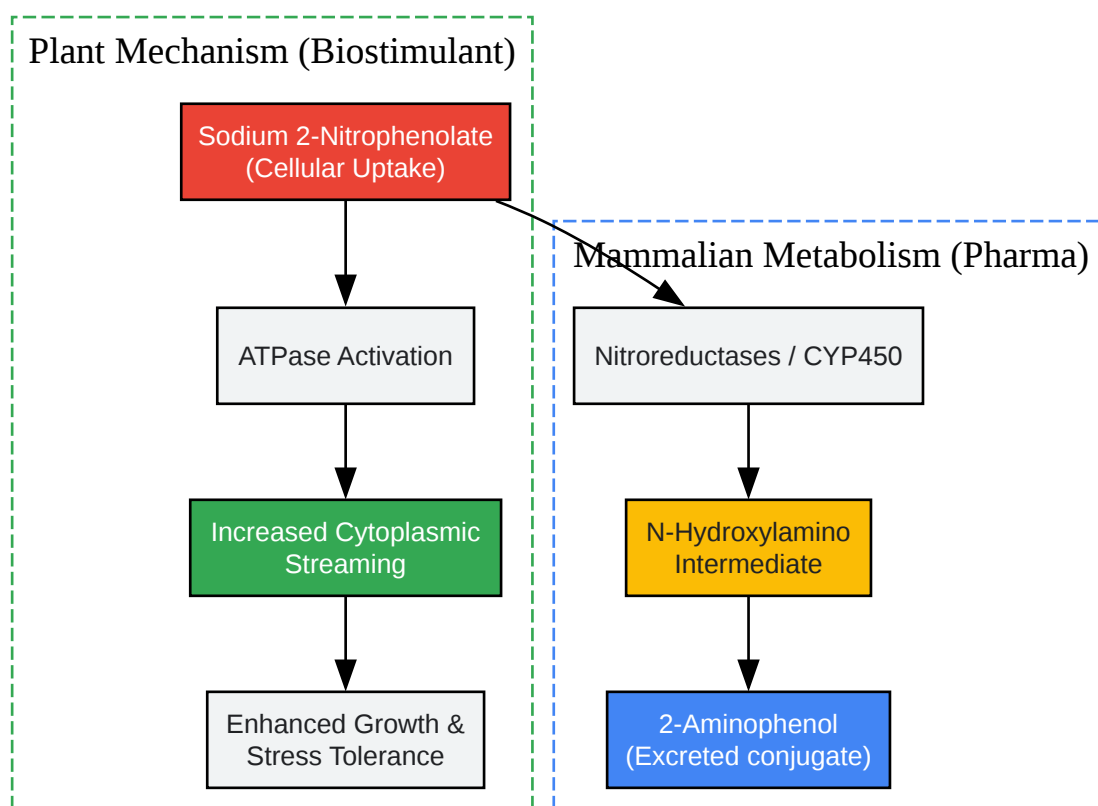 Plant Mechanism (Biostimulant)
Sodium 2-Nitrophenolate
(Cellular Uptake)
Mammalian Metabolism (Pharma)
ATPase Activation
Nitroreductases / CYP450
Increased Cytoplasmic
Streaming
N-Hydroxylamino
Intermediate
Enhanced Growth &
Stress Tolerance
2-Aminophenol
(Excreted conjugate)